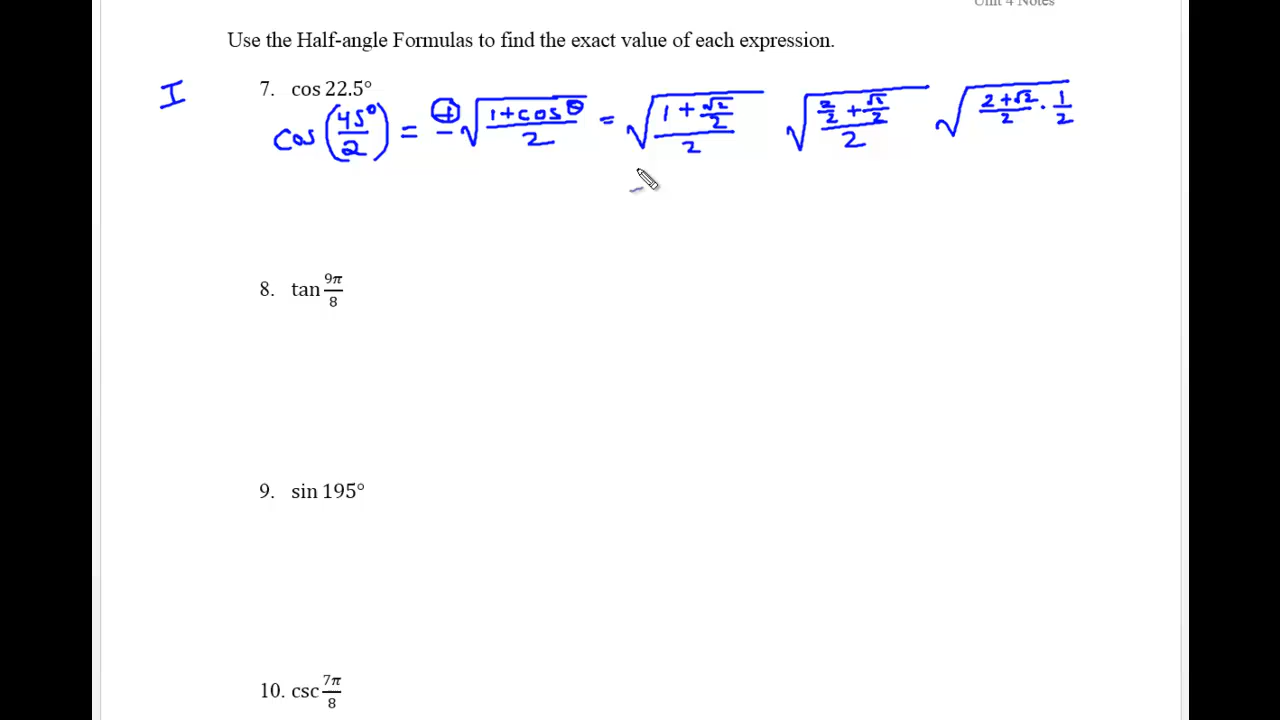 Unit 4 Notes
Use the Half-angle Formulas to find the exact value of each expression.
I 7. cos 22.5°
cos(45°/2) = ±√((1+cosθ)/2) = √((1+√2/2)/2) √((2/2+√2/2)/2) √((2+√2)/2·1/2)
8. tan 9π/8
9. sin 195°
10. csc 7π/8